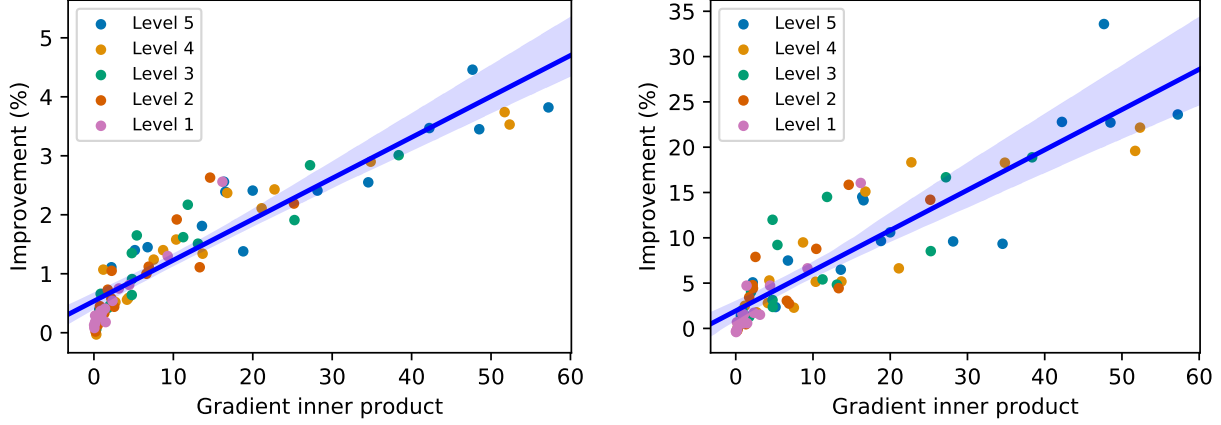 Level 5
Level 4
Level 3
Level 2
Level 1
Improvement (%)
5
4
3
2
1
0
0 10 20 30 40 50 60
Gradient inner product
Level 5
Level 4
Level 3
Level 2
Level 1
Improvement (%)
35
30
25
20
15
10
5
0
0 10 20 30 40 50 60
Gradient inner product